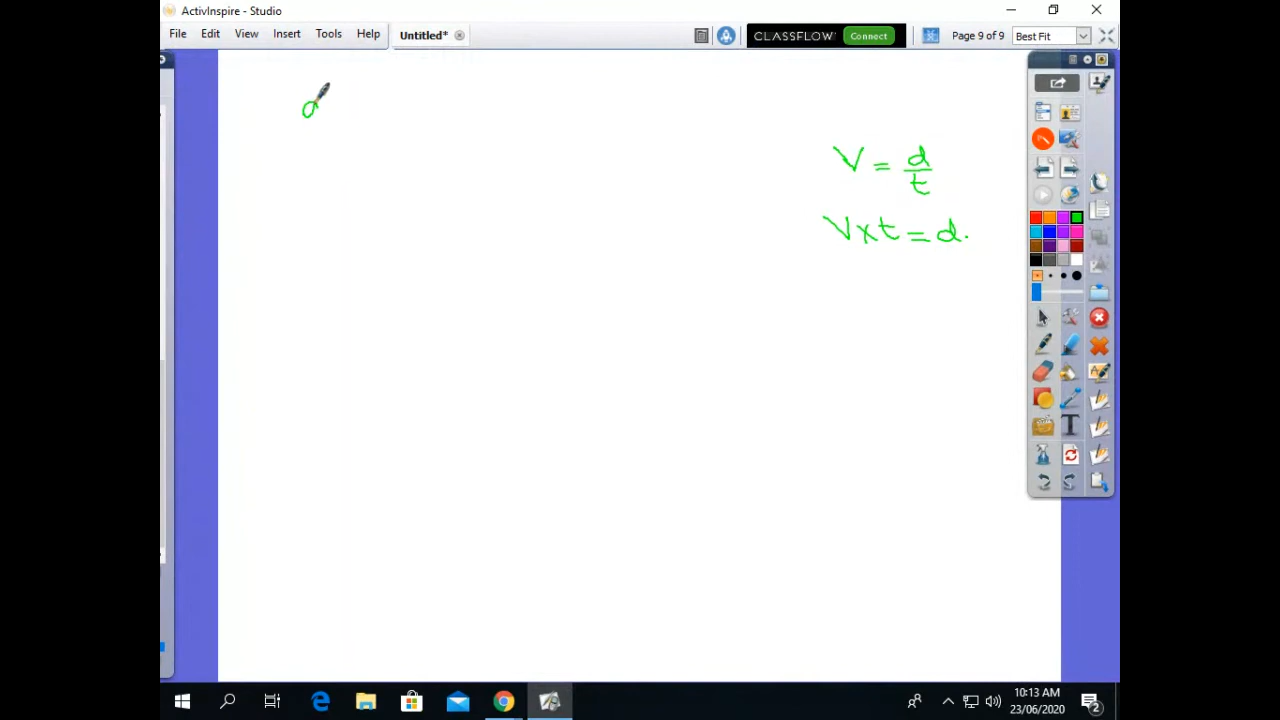 ActivInspire - Studio
File Edit View Insert Tools Help Untitled* CLASSFLOW Connect Page 9 of 9 Best Fit
V = d/t
V x t = d.
T
10:13 AM
23/06/2020
2